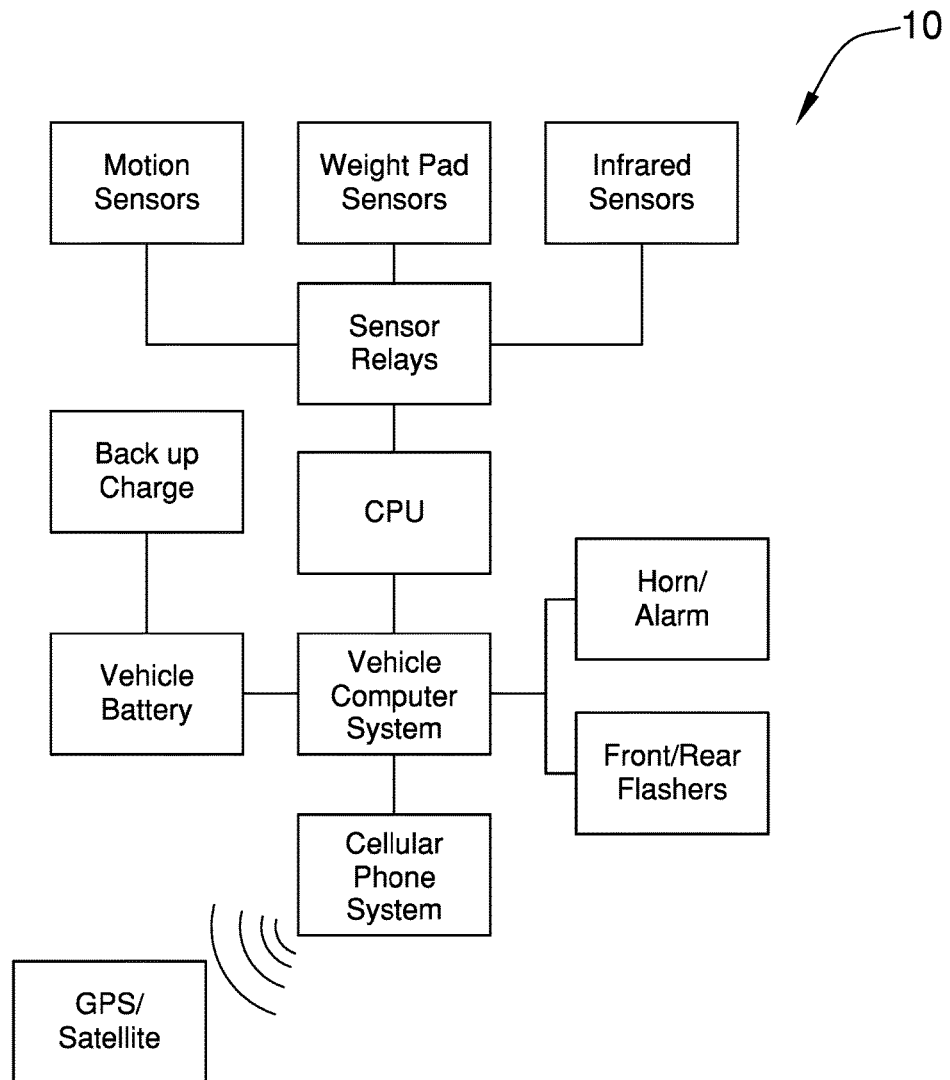 10
Motion
Sensors
Weight Pad
Sensors
Infrared
Sensors
Sensor
Relays
Back up
Charge
CPU
Horn/
Alarm
Vehicle
Battery
Vehicle
Computer
System
Front/Rear
Flashers
Cellular
Phone
System
GPS/
Satellite